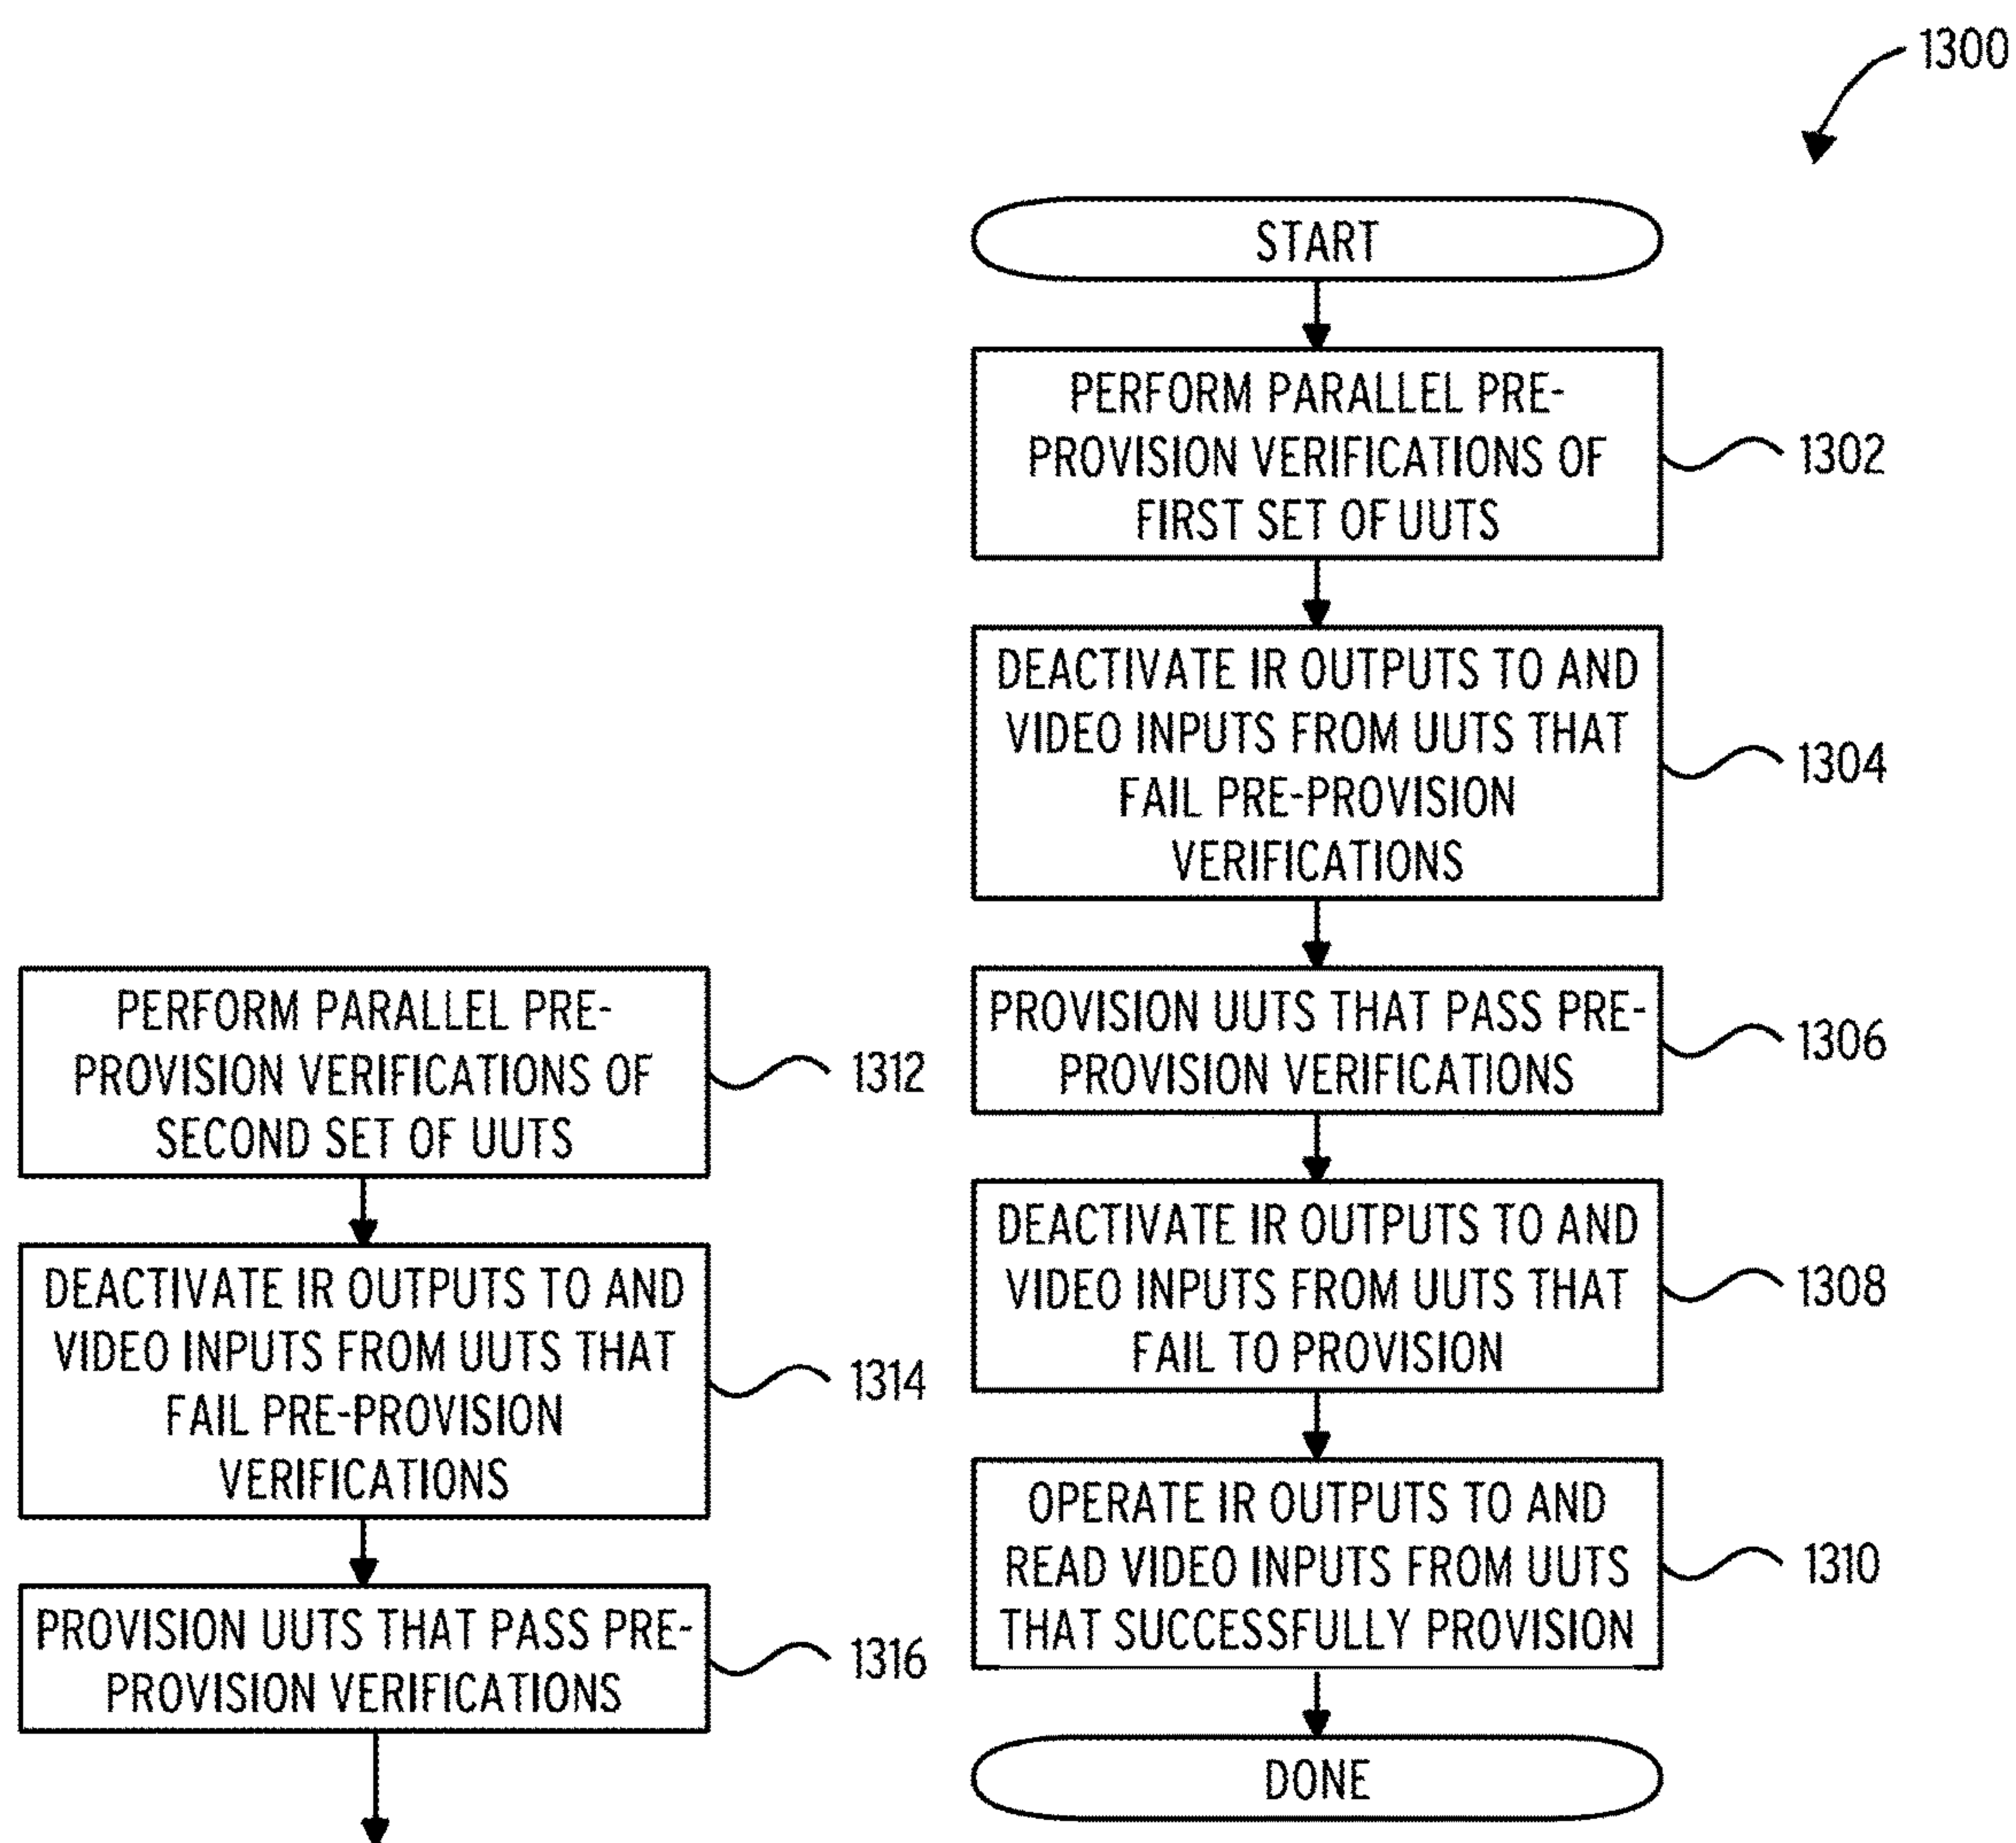 1300
START
PERFORM PARALLEL PRE-
PROVISION VERIFICATIONS OF
FIRST SET OF UUTS
1302
DEACTIVATE IR OUTPUTS TO AND
VIDEO INPUTS FROM UUTS THAT
FAIL PRE-PROVISION
VERIFICATIONS
1304
PROVISION UUTS THAT PASS PRE-
PROVISION VERIFICATIONS
1306
DEACTIVATE IR OUTPUTS TO AND
VIDEO INPUTS FROM UUTS THAT
FAIL TO PROVISION
1308
OPERATE IR OUTPUTS TO AND
READ VIDEO INPUTS FROM UUTS
THAT SUCCESSFULLY PROVISION
1310
DONE
PERFORM PARALLEL PRE-
PROVISION VERIFICATIONS OF
SECOND SET OF UUTS
1312
DEACTIVATE IR OUTPUTS TO AND
VIDEO INPUTS FROM UUTS THAT
FAIL PRE-PROVISION
VERIFICATIONS
1314
PROVISION UUTS THAT PASS PRE-
PROVISION VERIFICATIONS
1316